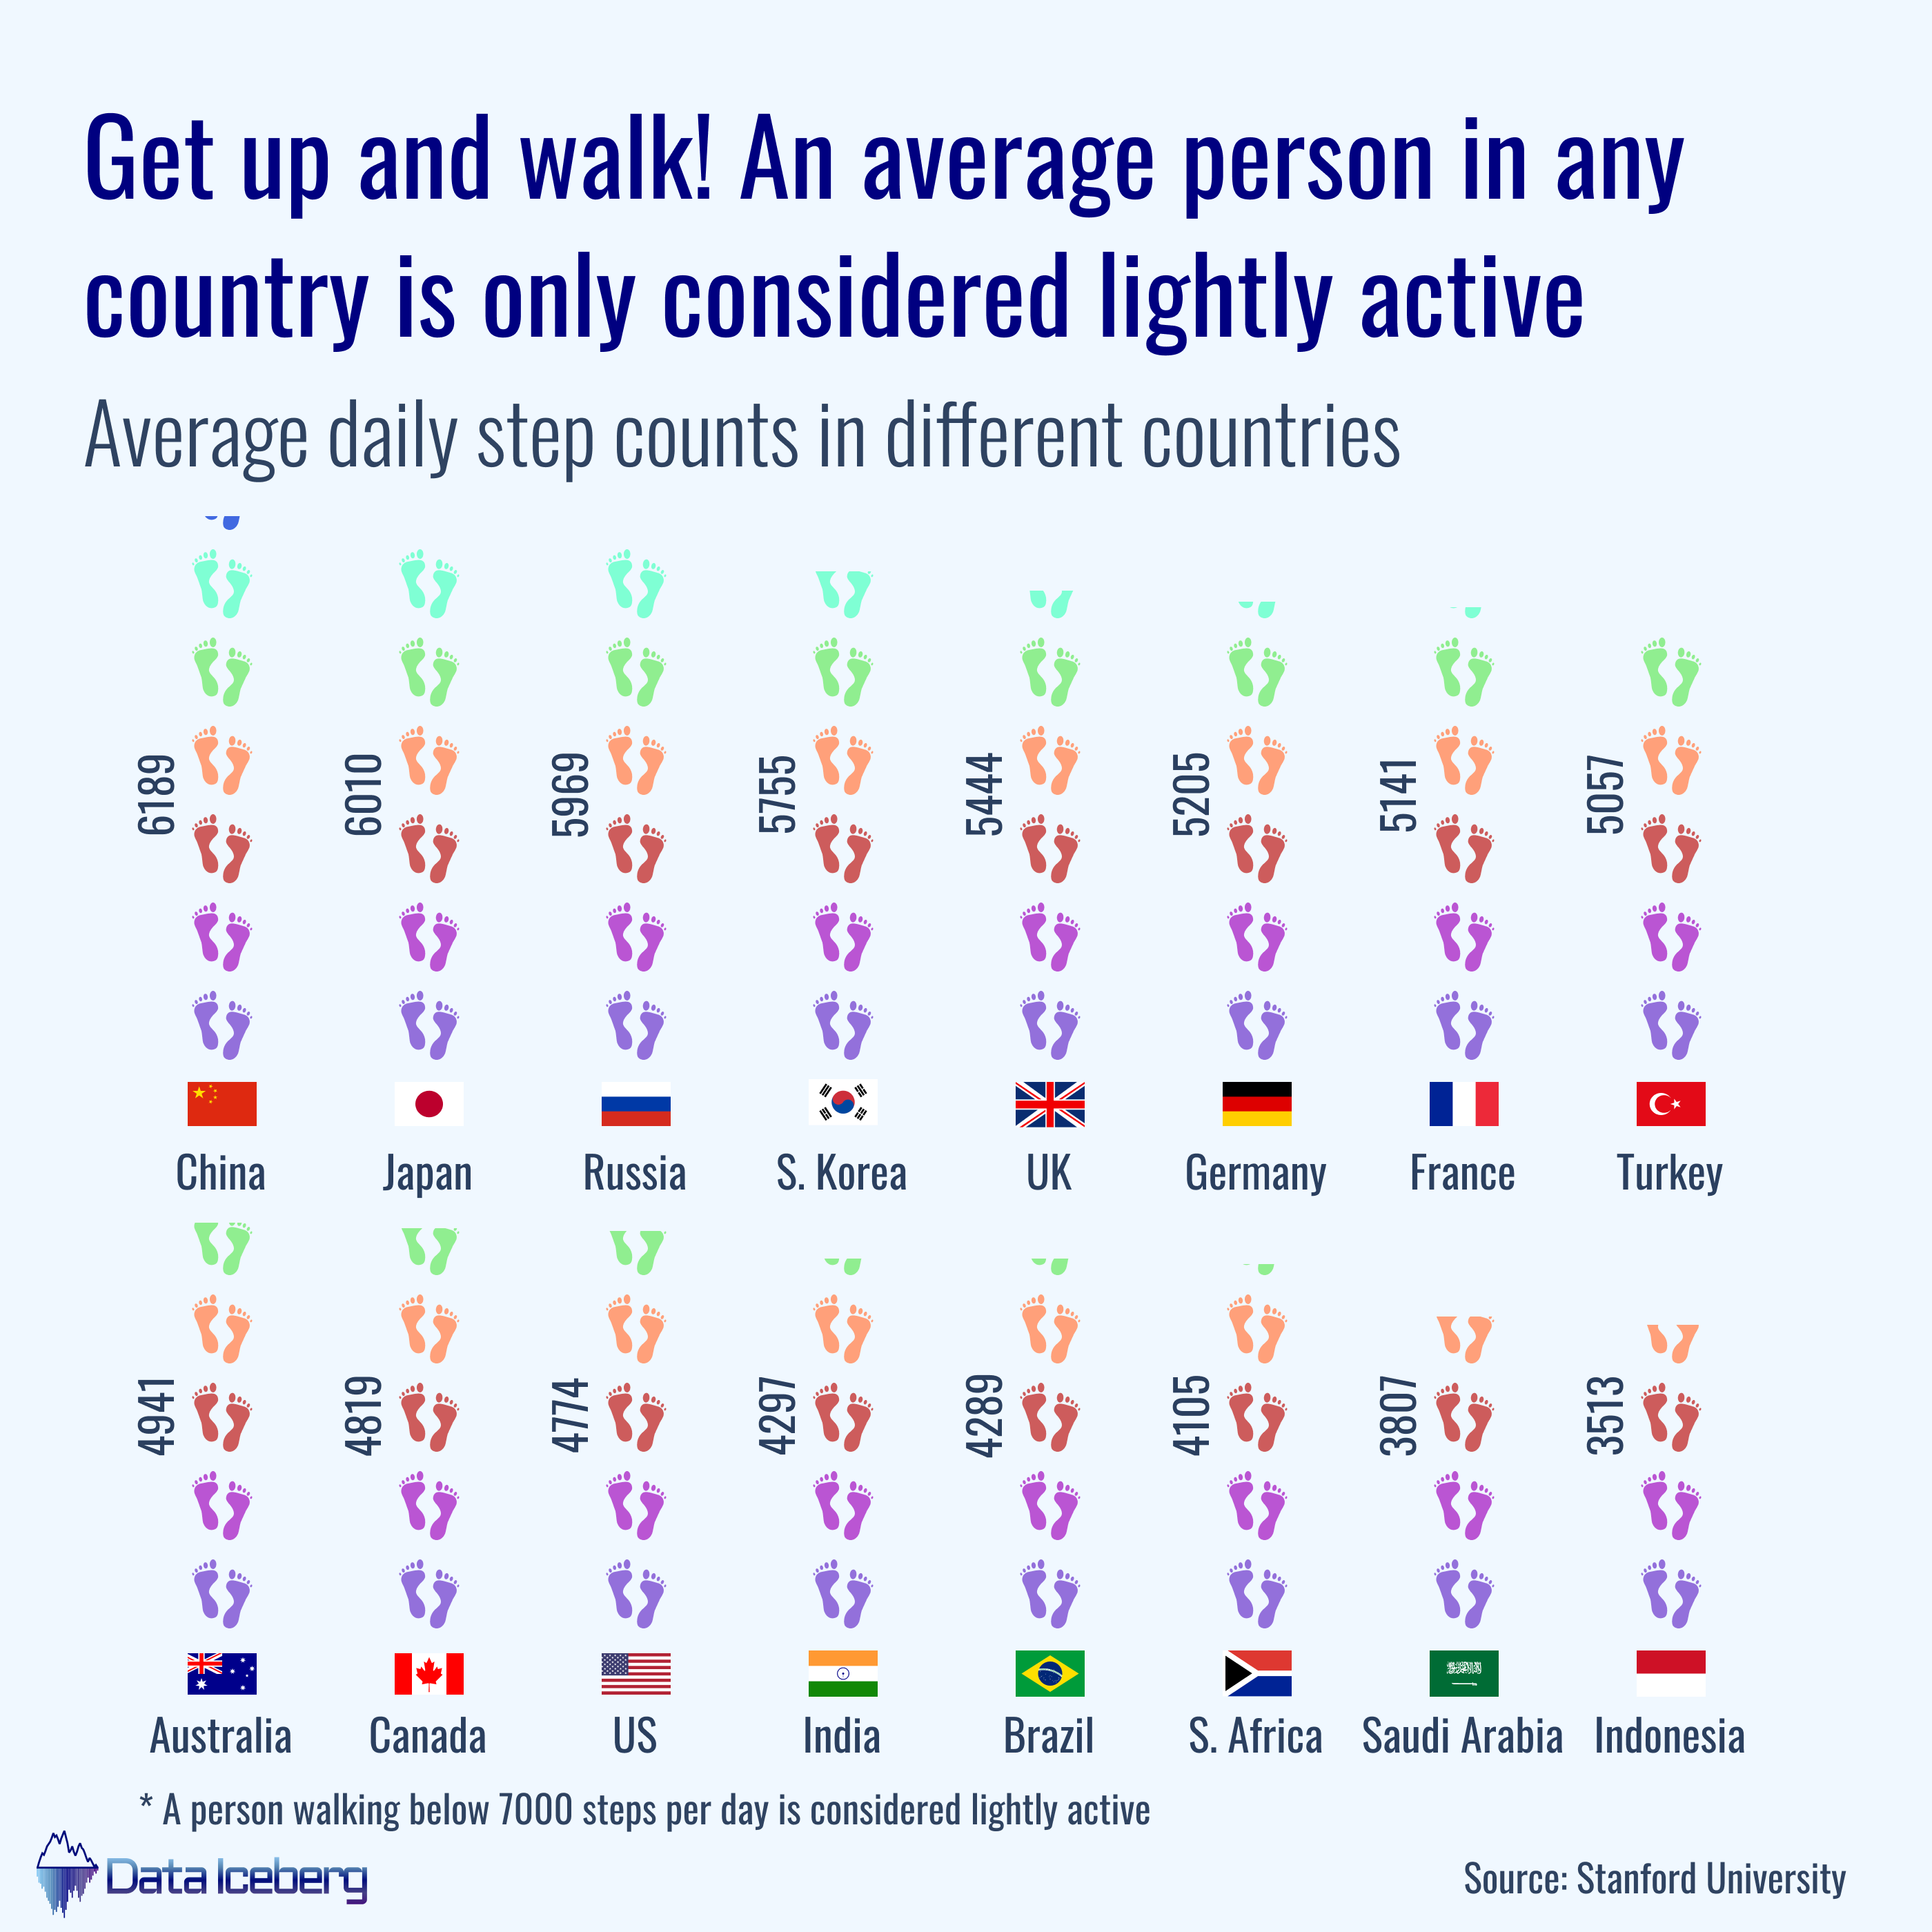 Get up and walk! An average person in any
country is only considered lightly active
Average daily step counts in different countries
6189
6010
5969
5755
5444
5205
5141
5057
China
Japan
Russia
S. Korea
UK
Germany
France
Turkey
4941
4819
4774
4297
4289
4105
3807
3513
Australia
Canada
US
India
Brazil
S. Africa
Saudi Arabia
Indonesia
* A person walking below 7000 steps per day is considered lightly active
Data Iceberg
Source: Stanford University